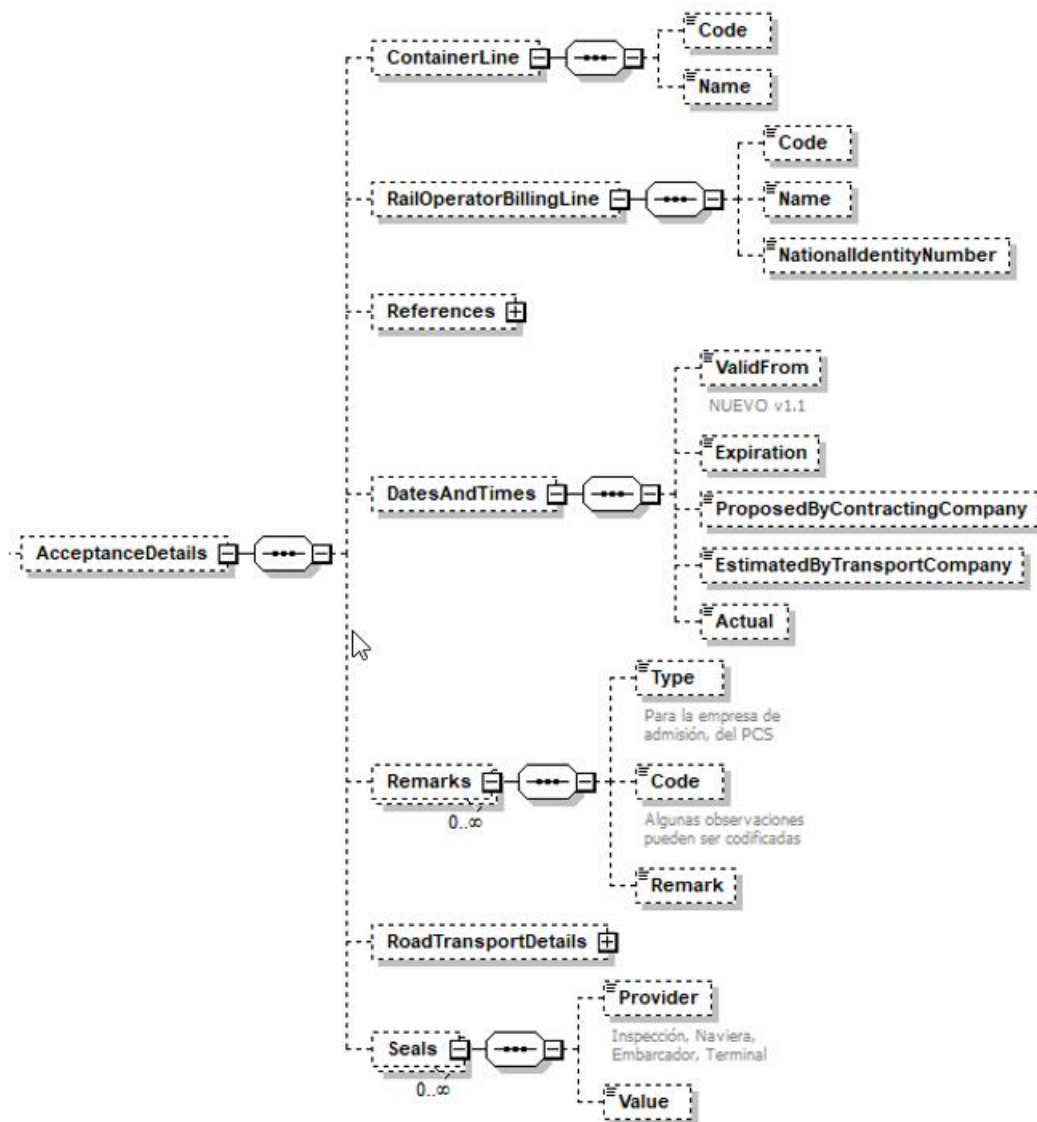 ContainerLine
Code
Name
RailOperatorBillingLine
Code
Name
NationalIdentityNumber
References
AcceptanceDetails
DatesAndTimes
ValidFrom
NUEVO v1.1
Expiration
ProposedByContractingCompany
EstimatedByTransportCompany
Actual
Remarks
0..∞
Type
Para la empresa de
admisión, del PCS
Code
Algunas observaciones
pueden ser codificadas
Remark
RoadTransportDetails
Seals
0..∞
Provider
Inspección, Naviera,
Embarcador, Terminal
Value